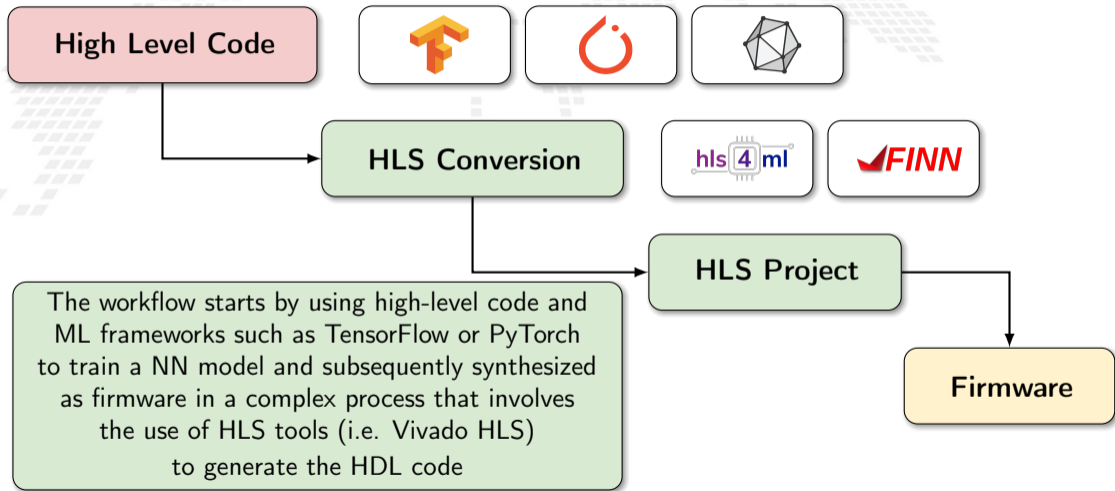 High Level Code
HLS Conversion
hls 4 ml
FINN
HLS Project
The workflow starts by using high-level code and
ML frameworks such as TensorFlow or PyTorch
to train a NN model and subsequently synthesized
as firmware in a complex process that involves
the use of HLS tools (i.e. Vivado HLS)
to generate the HDL code
Firmware